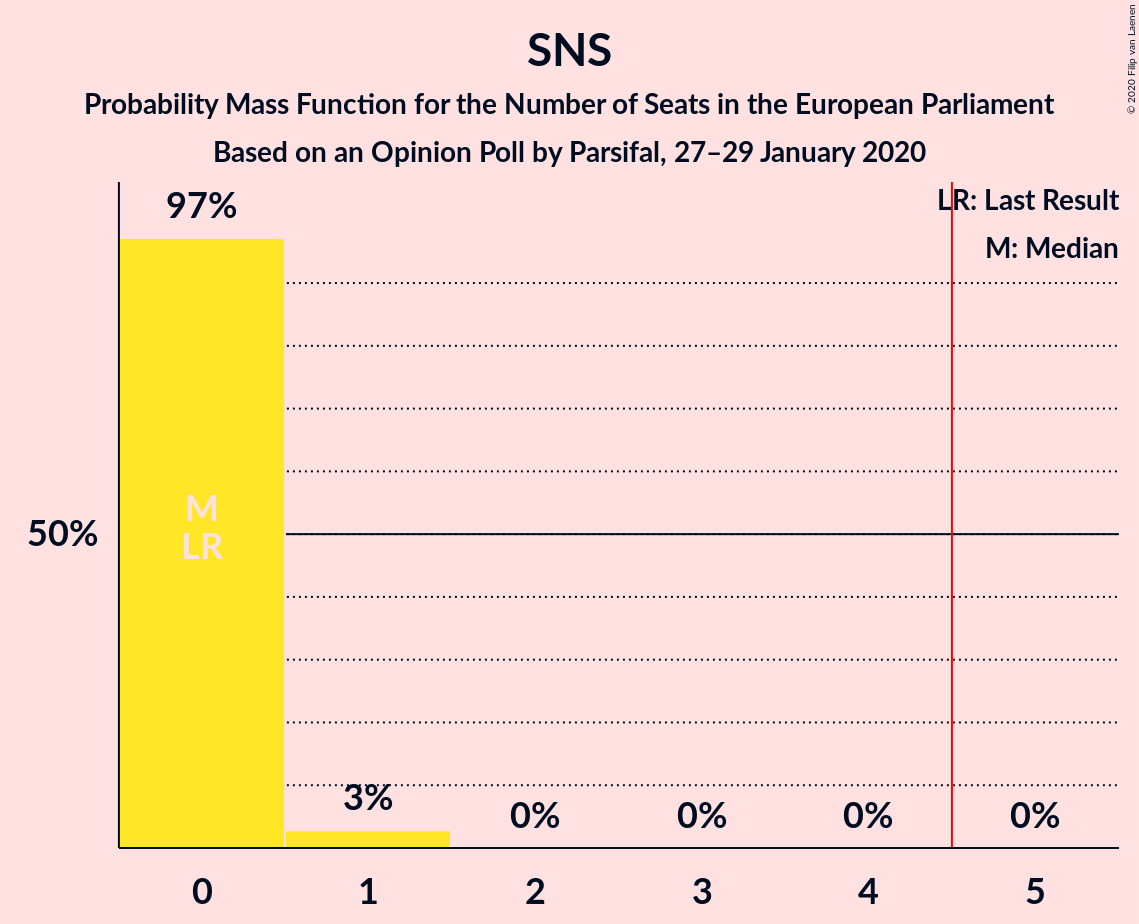 SNS
Probability Mass Function for the Number of Seats in the European Parliament
Based on an Opinion Poll by Parsifal, 27–29 January 2020
© 2020 Filip van Laenen
LR: Last Result
M: Median
97%
50%
M
LR
3%
0%
0%
0%
0%
0
1
2
3
4
5